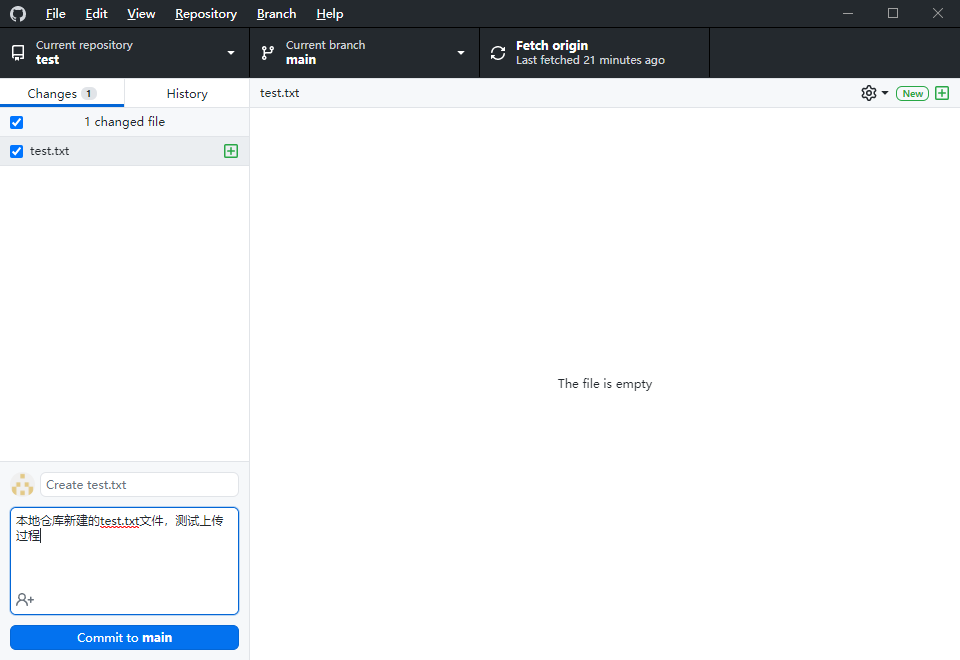 File Edit View Repository Branch Help
Current repository
test
Current branch
main
Fetch origin
Last fetched 21 minutes ago
Changes 1
History
test.txt
New
1 changed file
test.txt
The file is empty
Create test.txt
本地仓库新建的test.txt文件，测试上传
过程
Commit to main